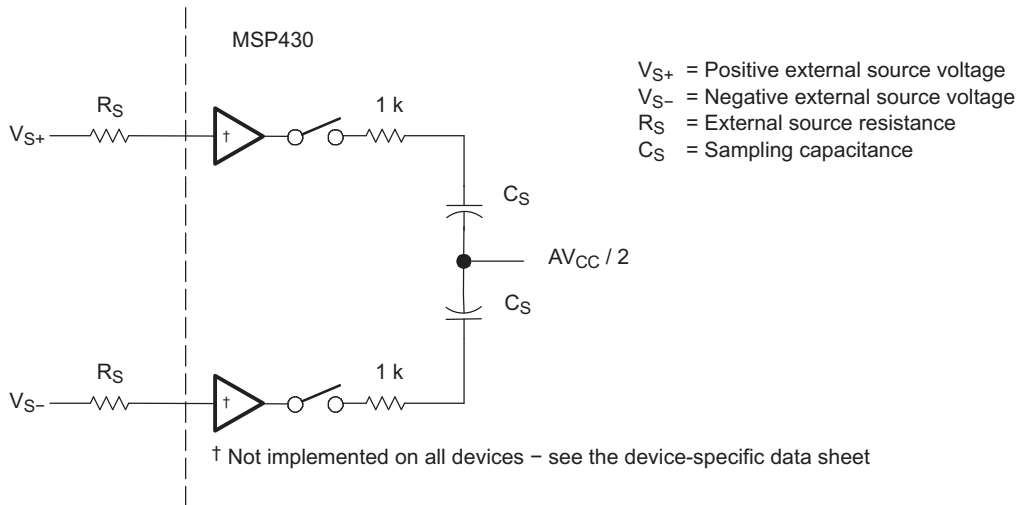 MSP430
V_S+ = Positive external source voltage
V_S− = Negative external source voltage
R_S = External source resistance
C_S = Sampling capacitance
R_S
1 k
V_S+
†
C_S
AV_CC / 2
C_S
R_S
1 k
V_S−
†
† Not implemented on all devices − see the device-specific data sheet